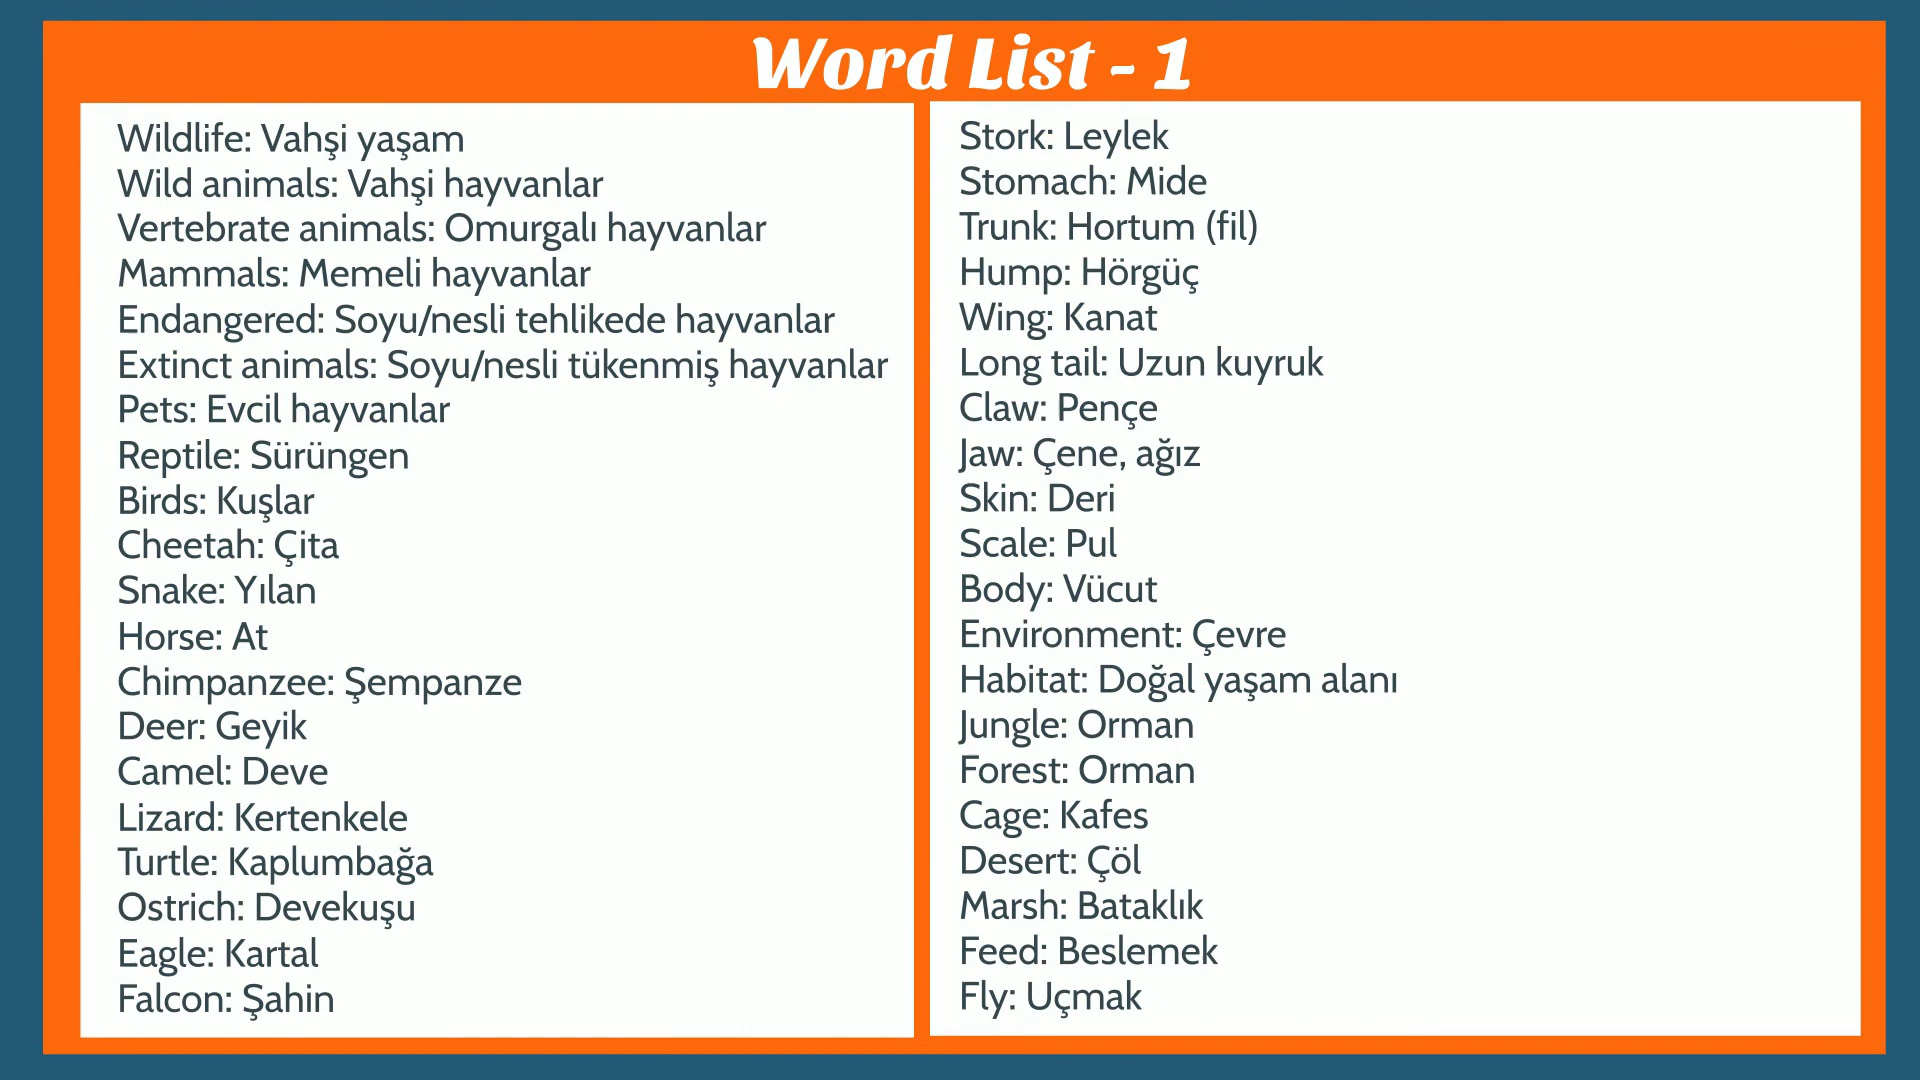 Word List - 1
Wildlife: Vahşi yaşam
Wild animals: Vahşi hayvanlar
Vertebrate animals: Omurgalı hayvanlar
Mammals: Memeli hayvanlar
Endangered: Soyu/nesli tehlikede hayvanlar
Extinct animals: Soyu/nesli tükenmiş hayvanlar
Pets: Evcil hayvanlar
Reptile: Sürüngen
Birds: Kuşlar
Cheetah: Çita
Snake: Yılan
Horse: At
Chimpanzee: Şempanze
Deer: Geyik
Camel: Deve
Lizard: Kertenkele
Turtle: Kaplumbağa
Ostrich: Devekuşu
Eagle: Kartal
Falcon: Şahin
Stork: Leylek
Stomach: Mide
Trunk: Hortum (fil)
Hump: Hörgüç
Wing: Kanat
Long tail: Uzun kuyruk
Claw: Pençe
Jaw: Çene, ağız
Skin: Deri
Scale: Pul
Body: Vücut
Environment: Çevre
Habitat: Doğal yaşam alanı
Jungle: Orman
Forest: Orman
Cage: Kafes
Desert: Çöl
Marsh: Bataklık
Feed: Beslemek
Fly: Uçmak